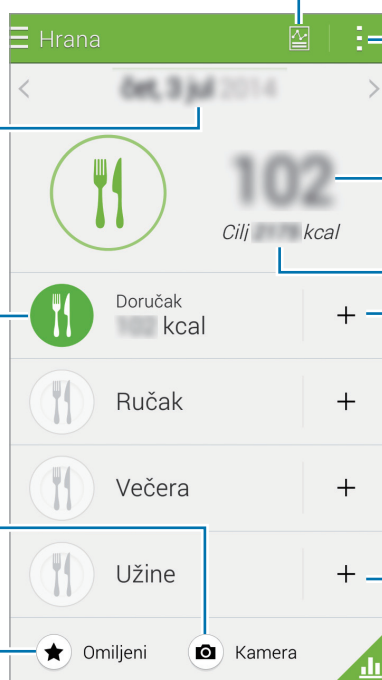 Hrana
čet, 3 jul 2014
102
Cilj kcal
Doručak
102 kcal
Ručak
Večera
Užine
Omiljeni
Kamera